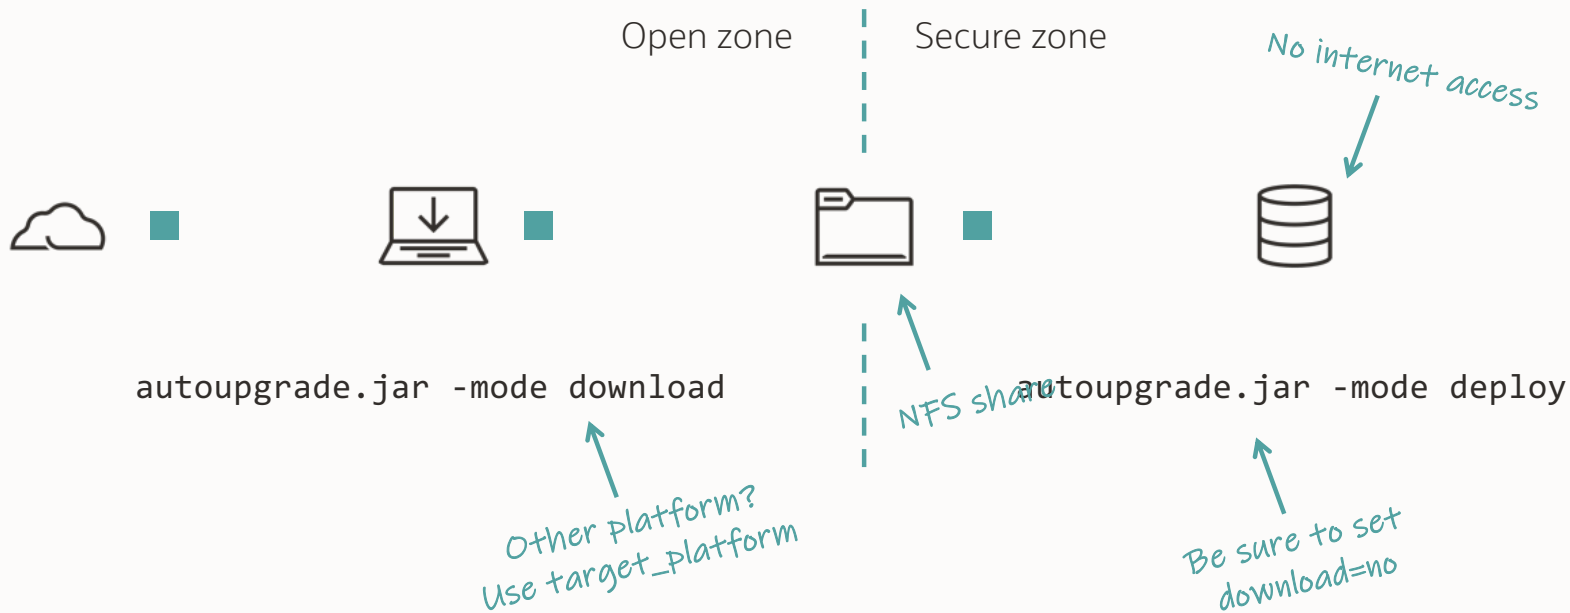 Open zone
Secure zone
No internet access
autoupgrade.jar -mode download
NFS share
autoupgrade.jar -mode deploy
Other platform?
Use target_platform
Be sure to set
download=no